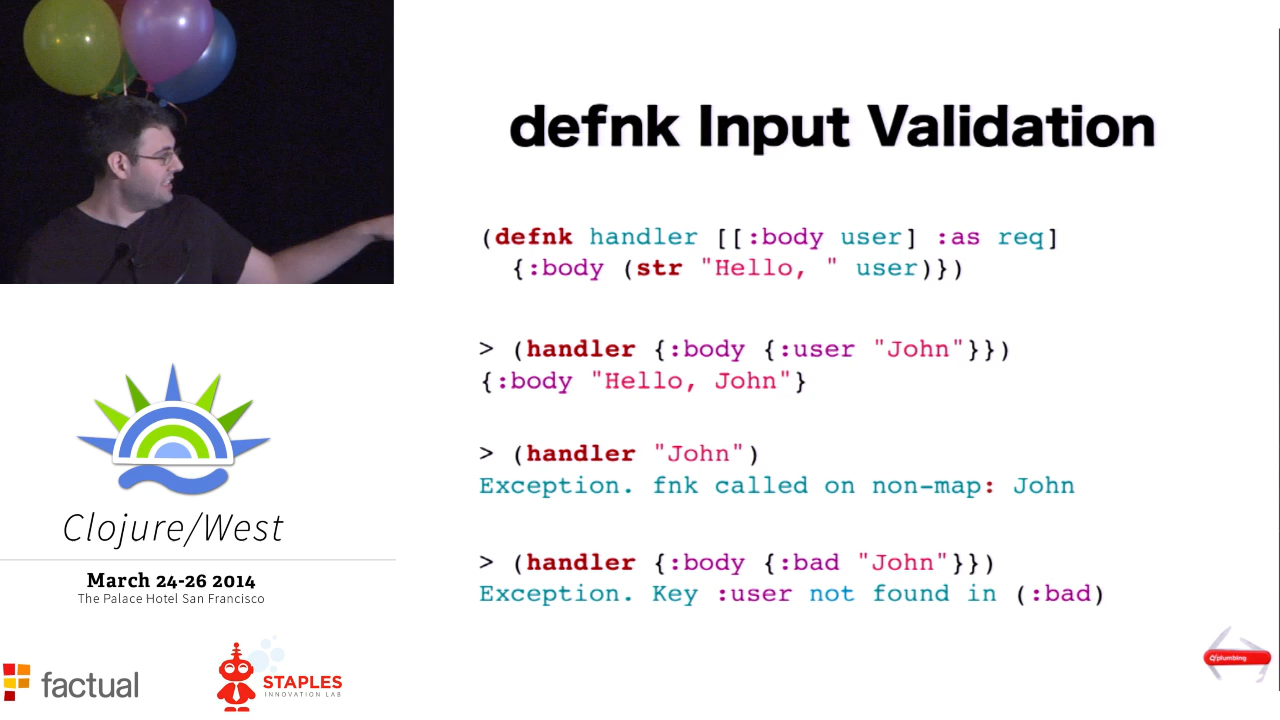 defnk Input Validation
(defnk handler [[:body user] :as req]
{:body (str "Hello, " user)})
> (handler {:body {:user "John"}})
{:body "Hello, John"}
> (handler "John")
Exception. fnk called on non-map: John
> (handler {:body {:bad "John"}})
Exception. Key :user not found in (:bad)
plumbing
Clojure/West
March 24-26 2014
The Palace Hotel San Francisco
factual
STAPLES
INNOVATION LAB